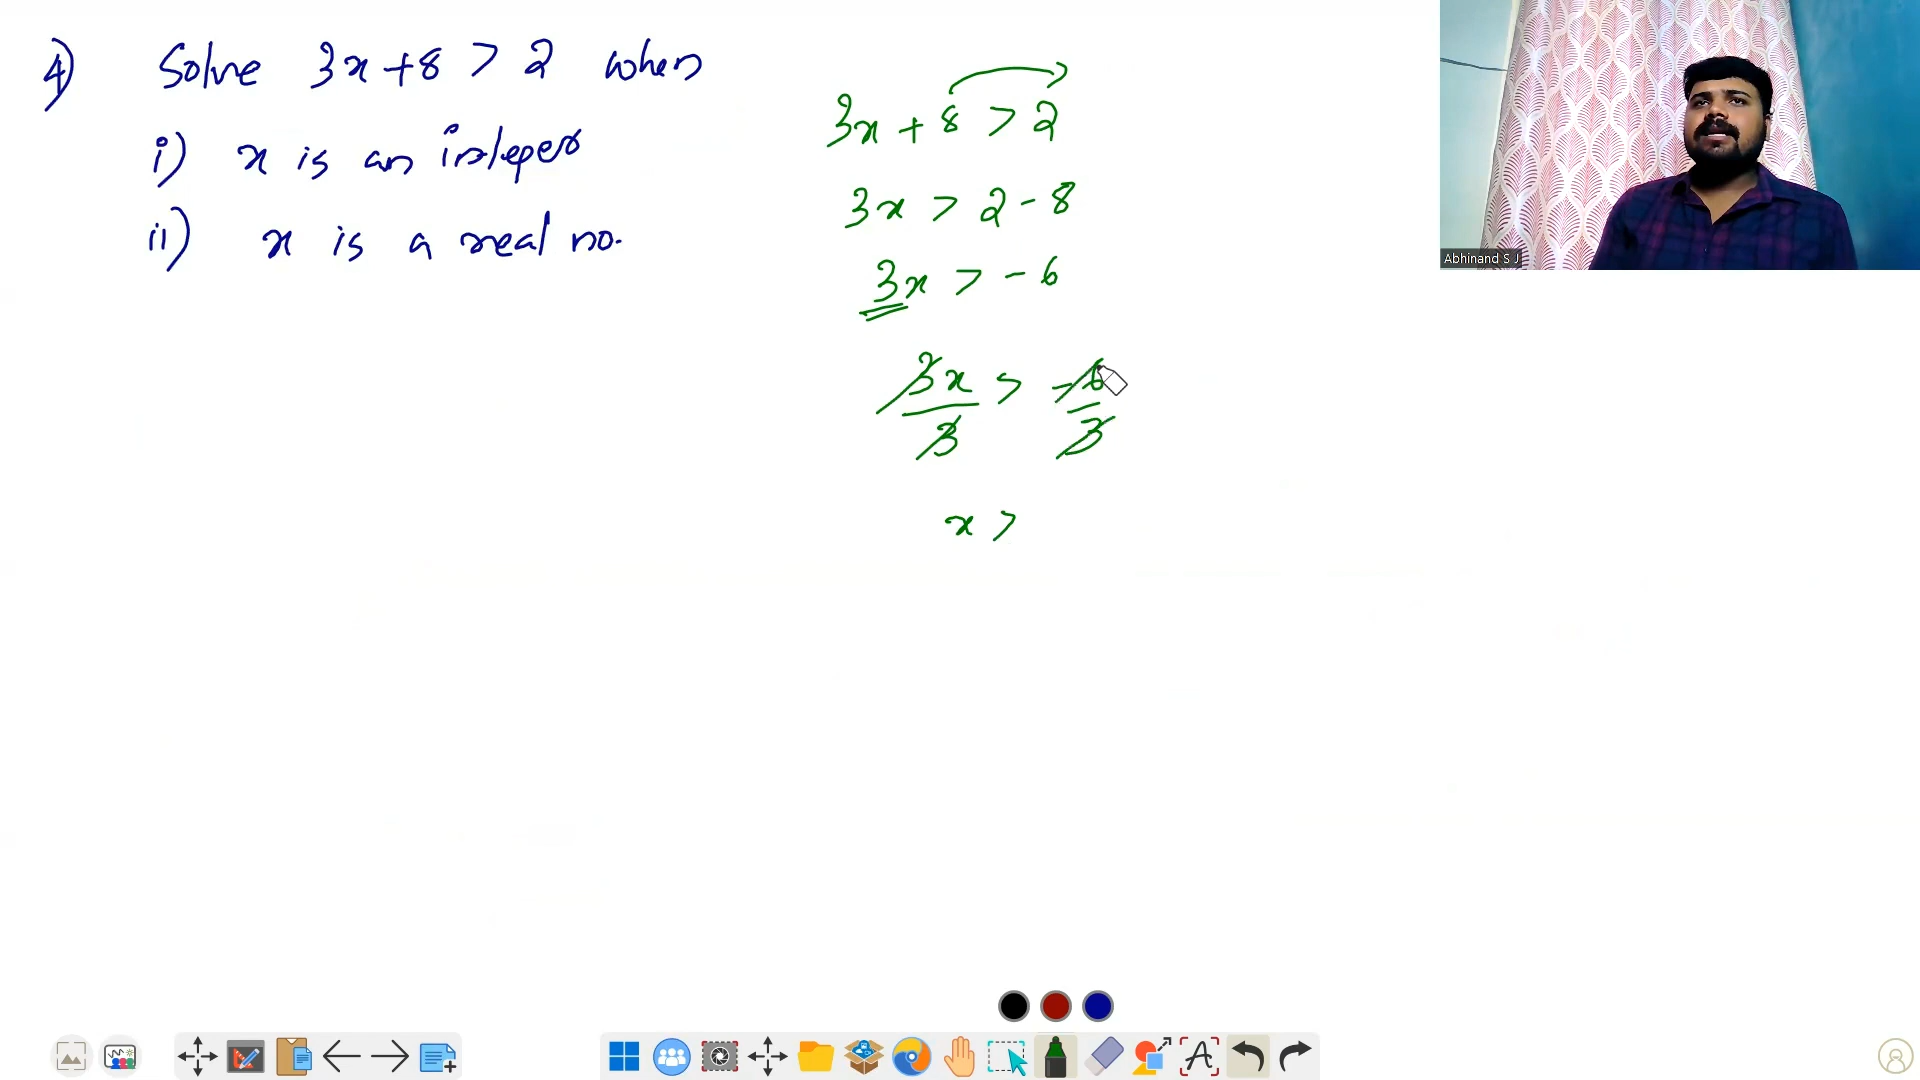 4) Solve 3x + 8 > 2 when
i) x is an integer
ii) x is a real no.
3x + 8 > 2
3x > 2 - 8
3x > - 6
3x/3 > -6/3
x >
Abhinand S J